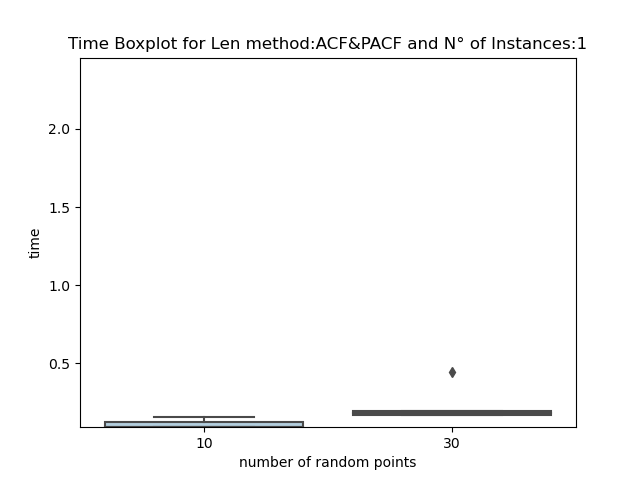 Time Boxplot for Len method:ACF&PACF and N° of Instances:1
2.0
1.5
1.0
0.5
time
10
30
number of random points